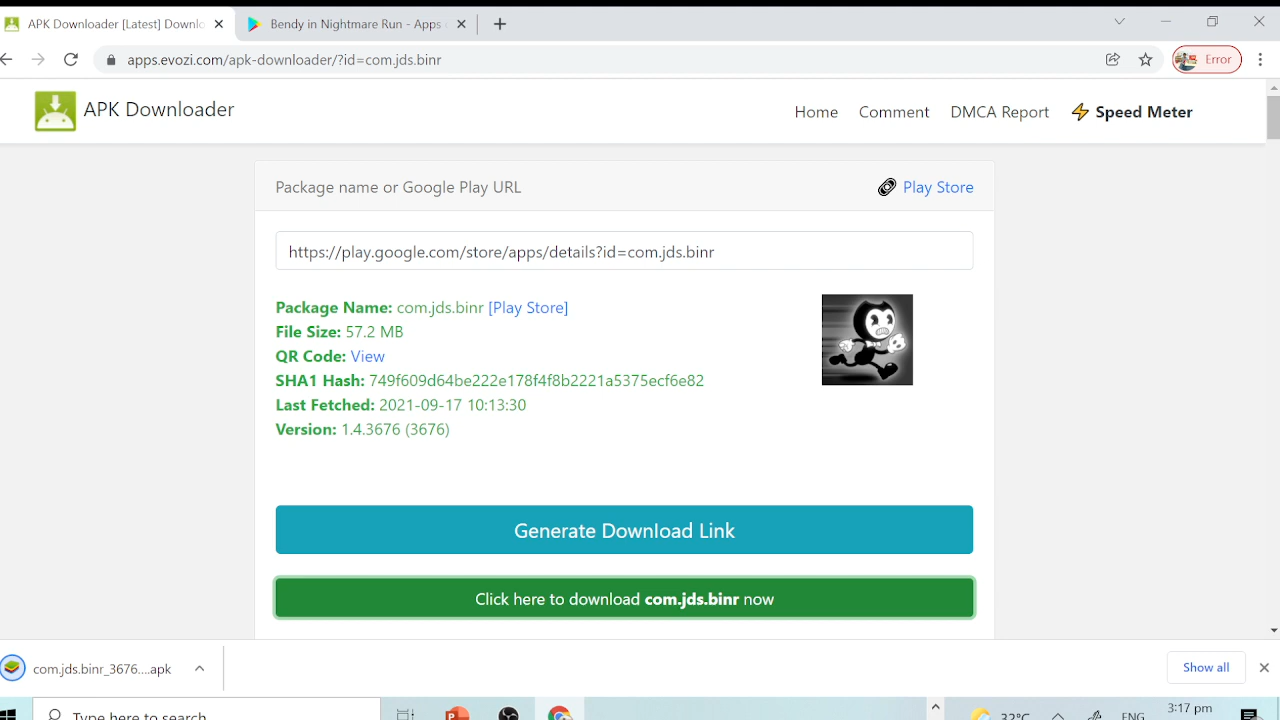 APK Downloader [Latest] Downlo
Bendy in Nightmare Run - Apps
apps.evozi.com/apk-downloader/?id=com.jds.binr
Error
APK Downloader
Home
Comment
DMCA Report
Speed Meter
Package name or Google Play URL
Play Store
https://play.google.com/store/apps/details?id=com.jds.binr
Package Name: com.jds.binr [Play Store]
File Size: 57.2 MB
QR Code: View
SHA1 Hash: 749f609d64be222e178f4f8b2221a5375ecf6e82
Last Fetched: 2021-09-17 10:13:30
Version: 1.4.3676 (3676)
Generate Download Link
Click here to download com.jds.binr now
com.jds.binr_3676....apk
Show all
Type here to search
32°C
ENG
3:17 pm